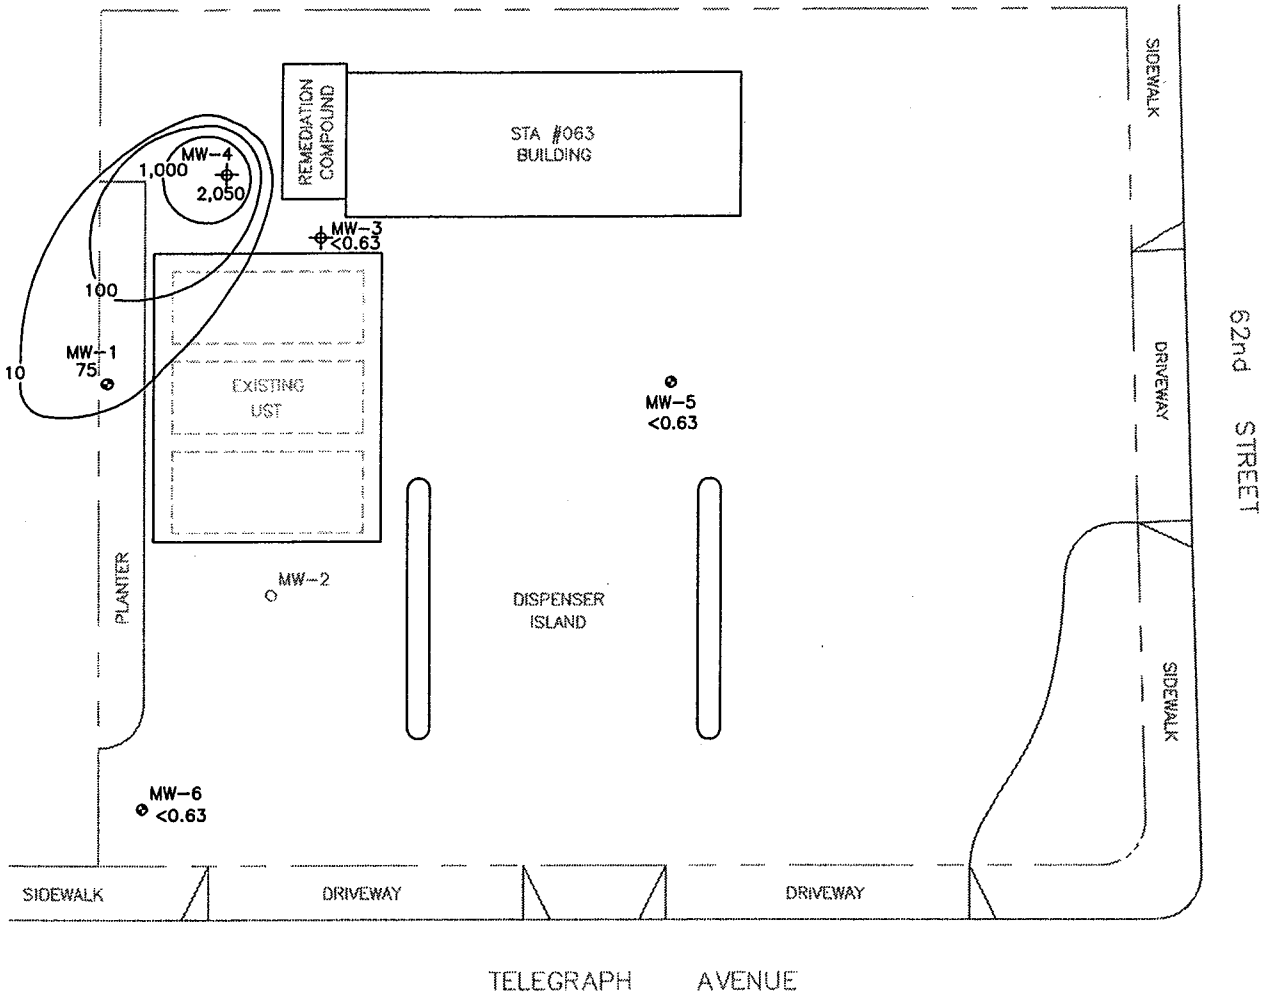 SIDEWALK
REMEDIATION
COMPOUND
STA #063
BUILDING
MW-4
1,000
2,050
MW-3
<0.63
100
MW-1
75
10
EXISTING
UST
MW-5
<0.63
DRIVEWAY
62nd STREET
PLANTER
MW-2
DISPENSER
ISLAND
SIDEWALK
MW-6
<0.63
SIDEWALK
DRIVEWAY
DRIVEWAY
TELEGRAPH AVENUE